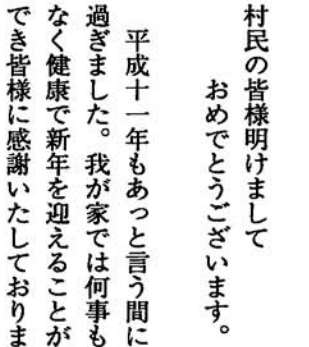 村民の皆様明けまして
おめでとうございます。
平成十一年もあっと言う間に
過ぎました。我が家では何事も
なく健康で新年を迎えることが
でき皆様に感謝いたしておりま